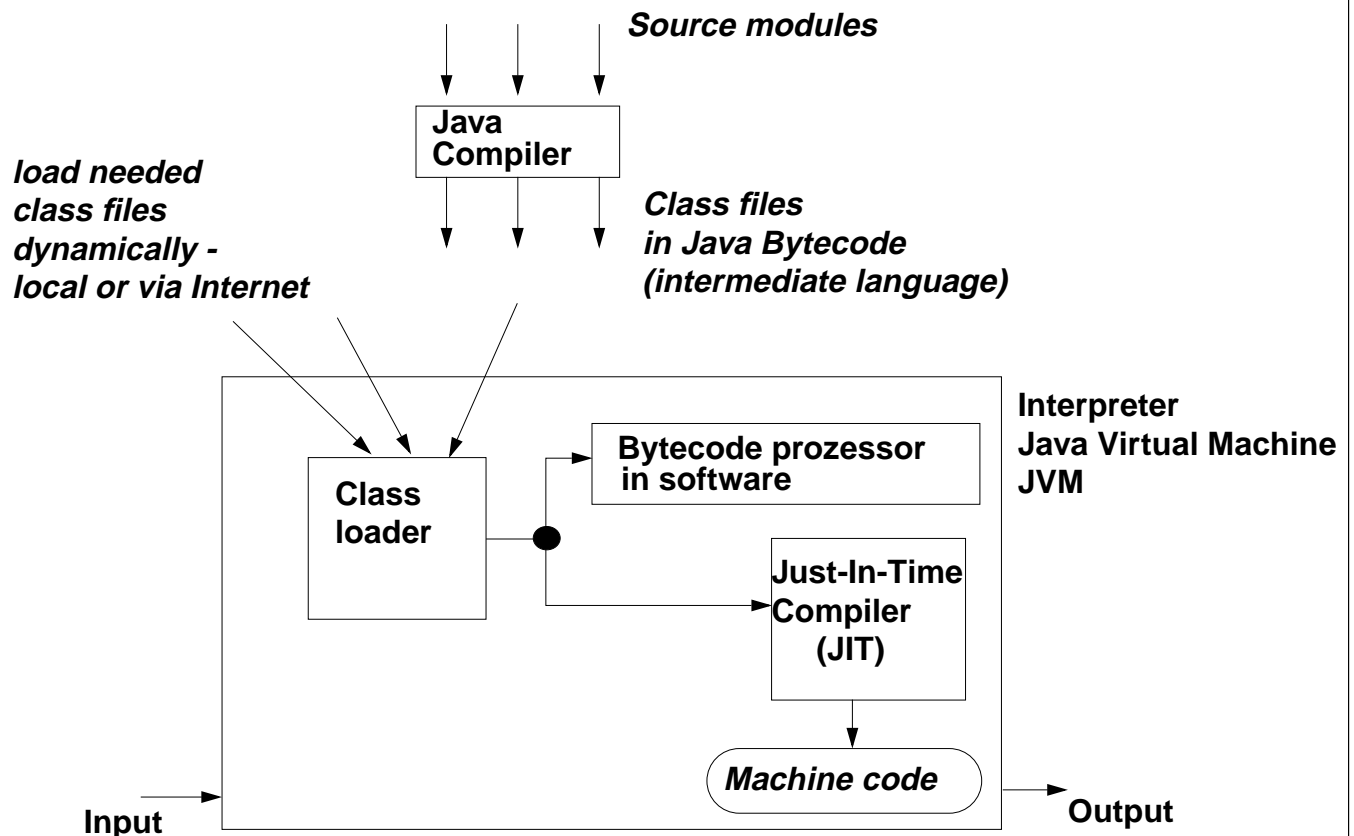 Source modules
Java
Compiler
load needed
class files
dynamically -
local or via Internet
Class files
in Java Bytecode
(intermediate language)
Interpreter
Java Virtual Machine
JVM
Bytecode prozessor
in software
Class
loader
Just-In-Time
Compiler
(JIT)
Machine code
Input
Output